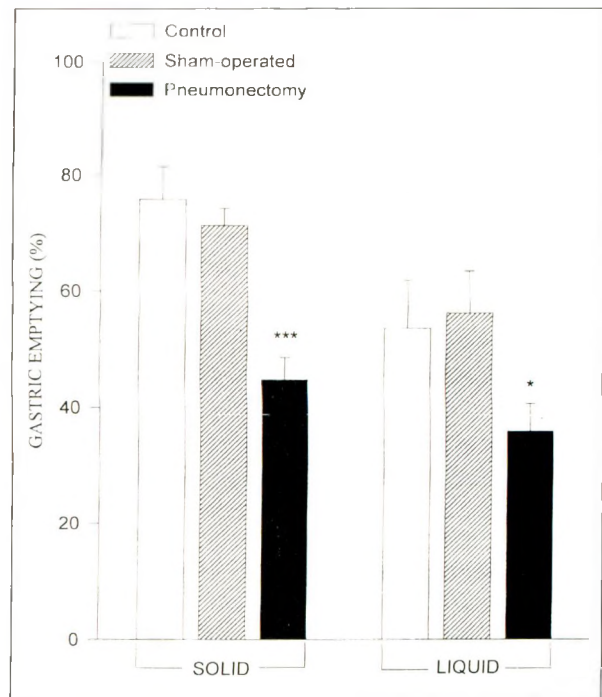 Control
Sham-operated
Pneumonectomy
100
80
60
40
20
0
GASTRIC EMPTYING (%)
***
*
SOLID
LIQUID